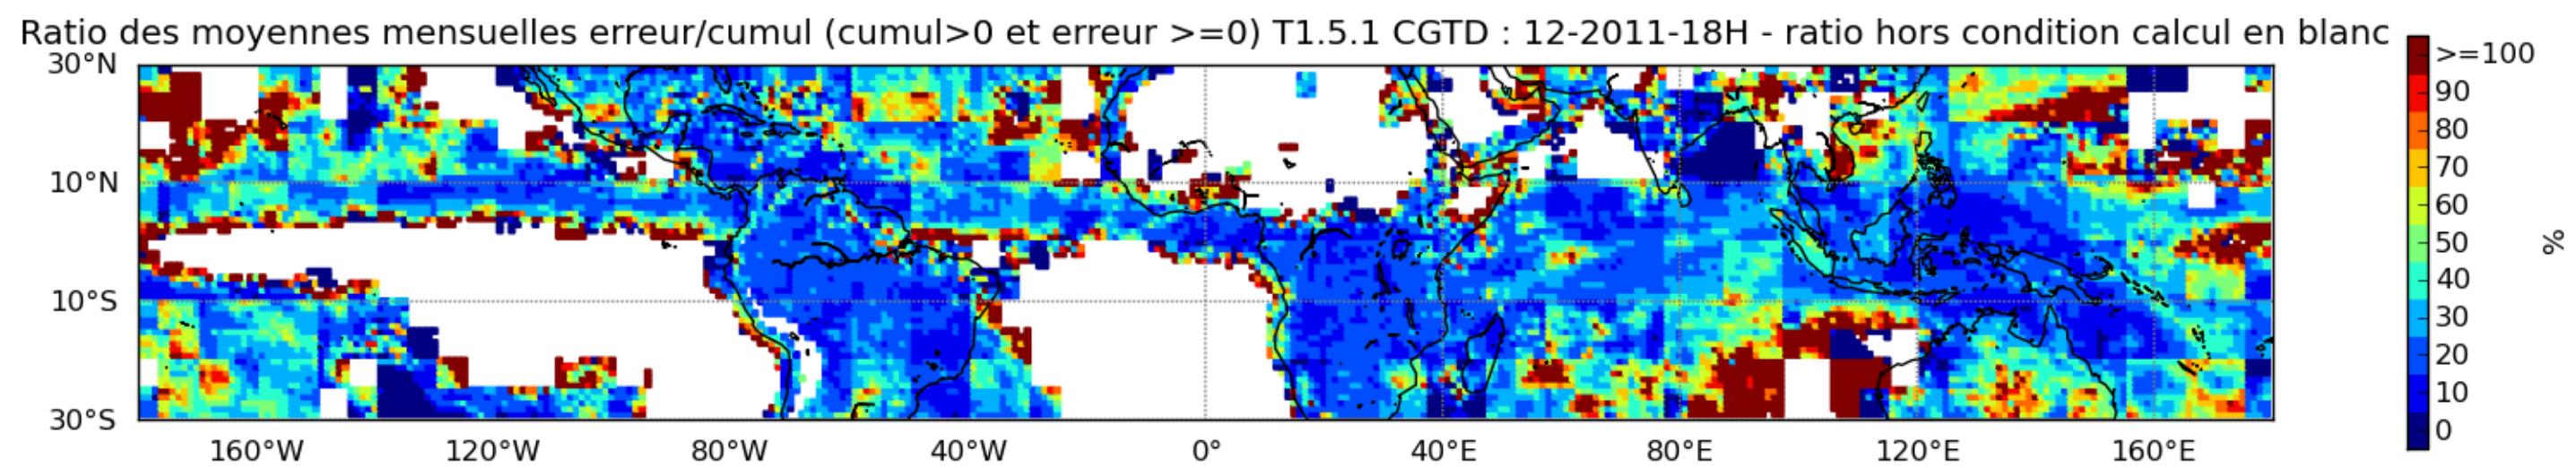 Ratio des moyennes mensuelles erreur/cumul (cumul>0 et erreur >=0) T1.5.1 CGTD : 12-2011-18H - ratio hors condition calcul en blanc
30°N
10°N
10°S
30°S
160°W 120°W 80°W 40°W 0° 40°E 80°E 120°E 160°E
>=100
90
80
70
60
50
40
30
20
10
0
%